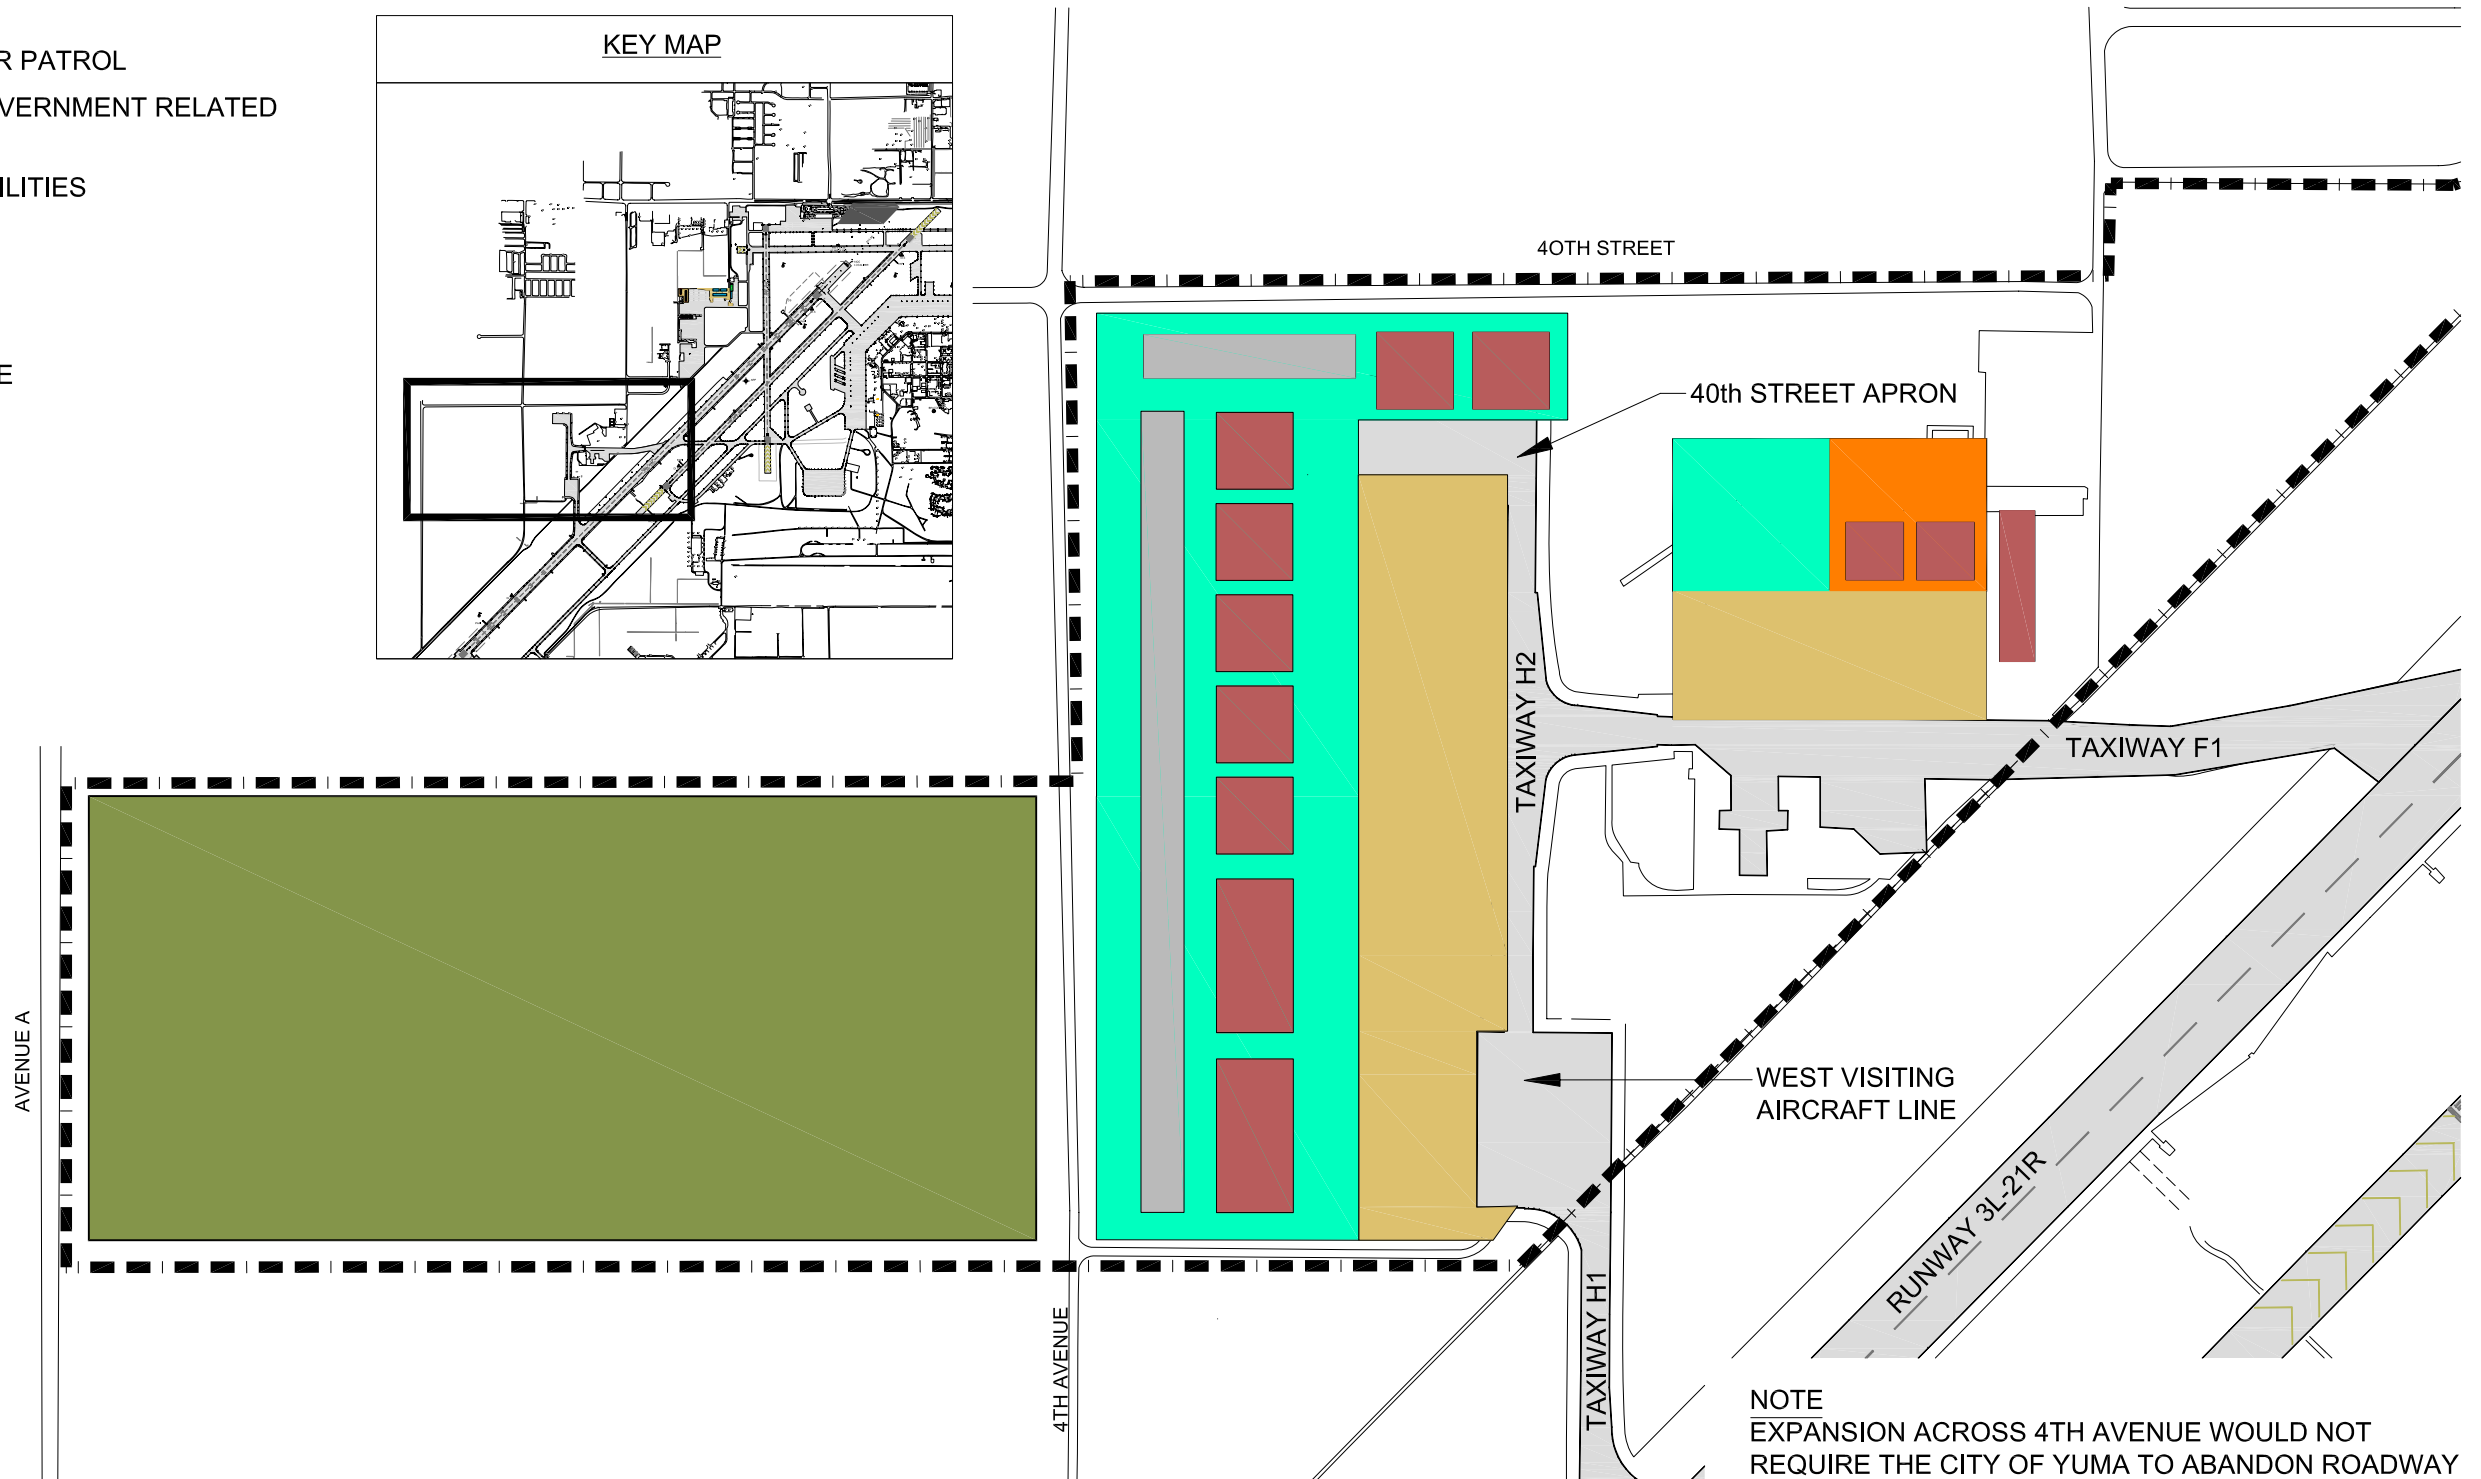 R PATROL
VERNMENT RELATED
ILITIES
E
KEY MAP
4OTH STREET
40th STREET APRON
TAXIWAY H2
TAXIWAY F1
AVENUE A
WEST VISITING
AIRCRAFT LINE
RUNWAY 3L-21R
4TH AVENUE
TAXIWAY H1
NOTE
EXPANSION ACROSS 4TH AVENUE WOULD NOT
REQUIRE THE CITY OF YUMA TO ABANDON ROADWAY